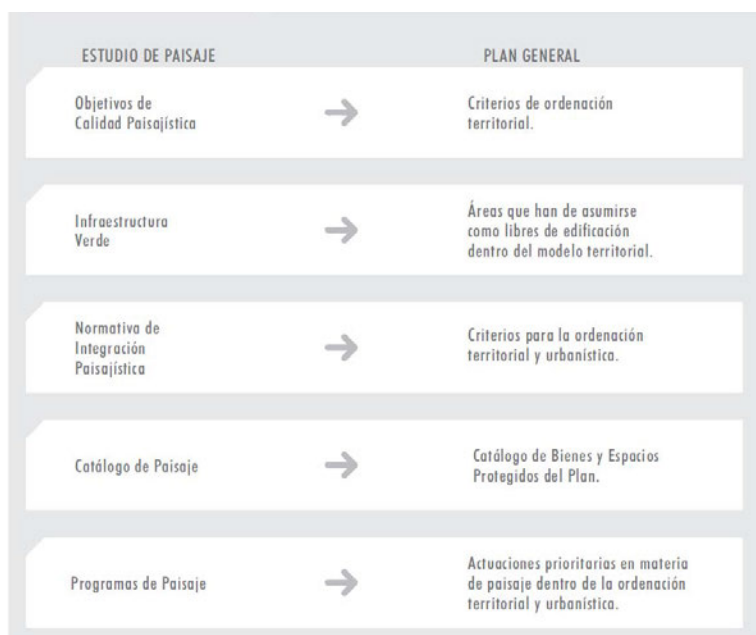 ESTUDIO DE PAISAJE
PLAN GENERAL
Objetivos de
Calidad Paisajística
Criterios de ordenación
territorial.
Infraestructura
Verde
Áreas que han de asumirse
como libres de edificación
dentro del modelo territorial.
Normativa de
Integración
Paisajística
Criterios para la ordenación
territorial y urbanística.
Catálogo de Paisaje
Catálogo de Bienes y Espacios
Protegidos del Plan.
Programas de Paisaje
Actuaciones prioritarias en materia
de paisaje dentro de la ordenación
territorial y urbanística.